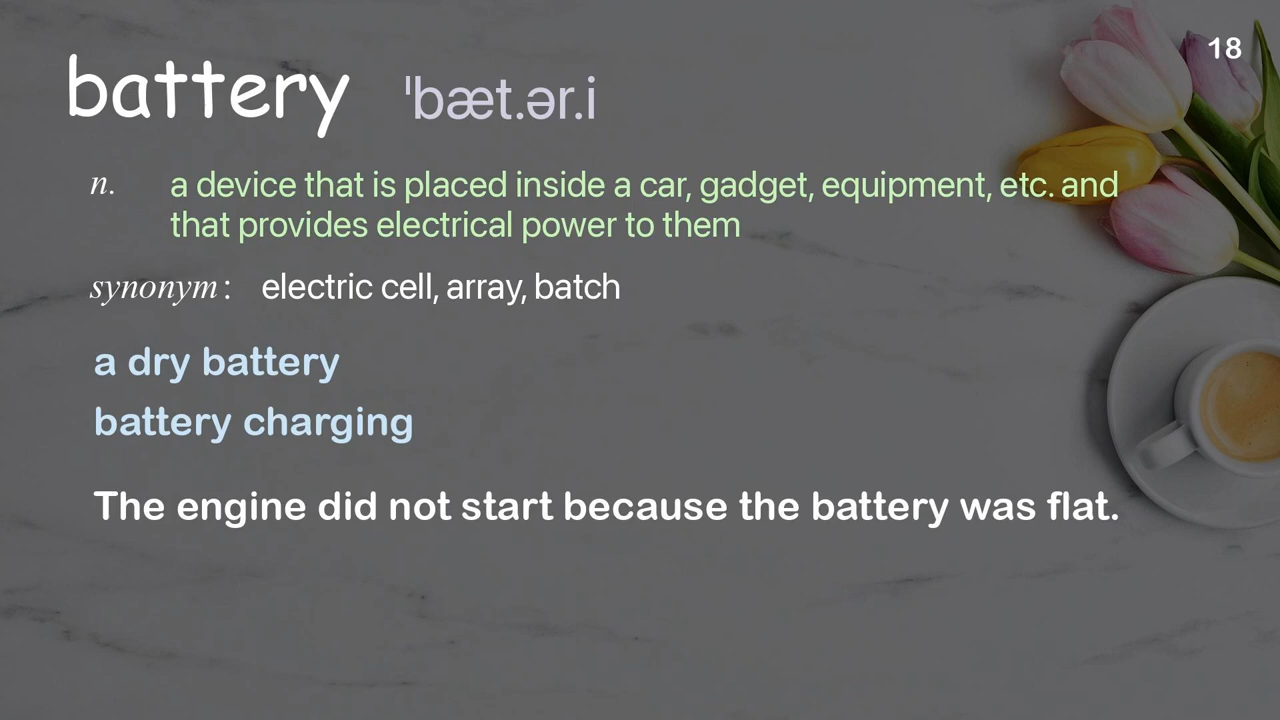 18
battery ˈbæt.ər.i
n. a device that is placed inside a car, gadget, equipment, etc. and
that provides electrical power to them
synonym : electric cell, array, batch
a dry battery
battery charging
The engine did not start because the battery was flat.